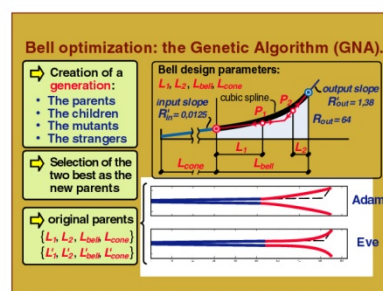 Bell optimization: the Genetic Algorithm (GNA).
Creation of a
generation:
• The parents
• The children
• The mutants
• The strangers
Selection of the
two best as the
new parents
original parents
{L₁, L₂, Lbell, Lcone}
{L'₁, L'₂, L'bell, L'cone}
Bell design parameters:
L₁, L₂, Lbell, Lcone
input slope
R'in=0,0125
cubic spline
P₁
P₂
output slope
R'out=1,38
Rout=64
L₁
L₂
Lcone
Lbell
Adam
Eve